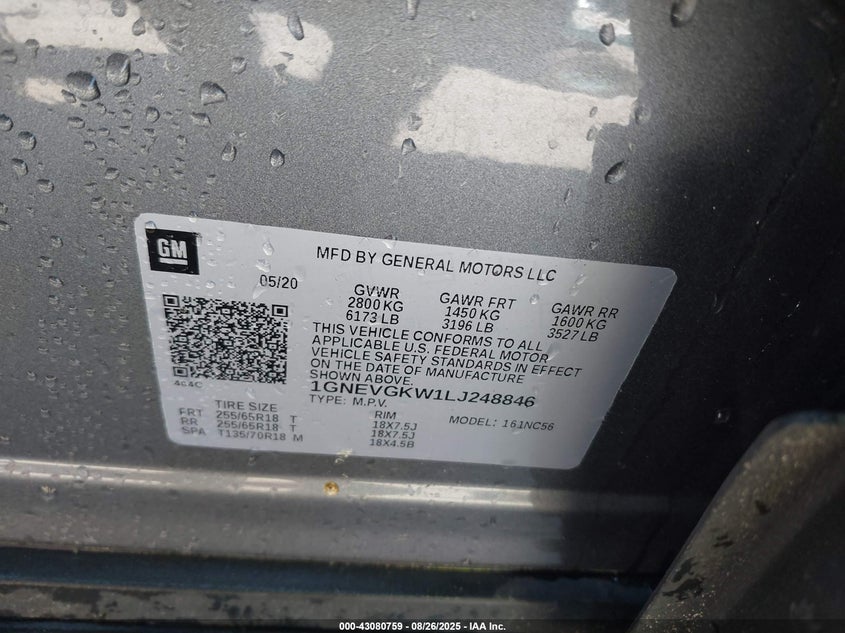 GM
MFD BY GENERAL MOTORS LLC
05/20
GVWR
2800 KG
6173 LB
GAWR FRT
1450 KG
3196 LB
GAWR RR
1600 KG
3527 LB
THIS VEHICLE CONFORMS TO ALL
APPLICABLE U.S. FEDERAL MOTOR
VEHICLE SAFETY STANDARDS IN EFFECT
ON THE DATE OF MANUFACTURE
SHOWN ABOVE.
4c4C
1GNEVGKW1LJ248846
TYPE: M.P.V.
MODEL: 161NC56
TIRE SIZE
RIM
FRT 255/65R18 T 18X7.5J
RR 255/65R18 T 18X7.5J
SPA T135/70R18 M 18X4.5B
000-43080759 - 08/26/2025 - IAA Inc.